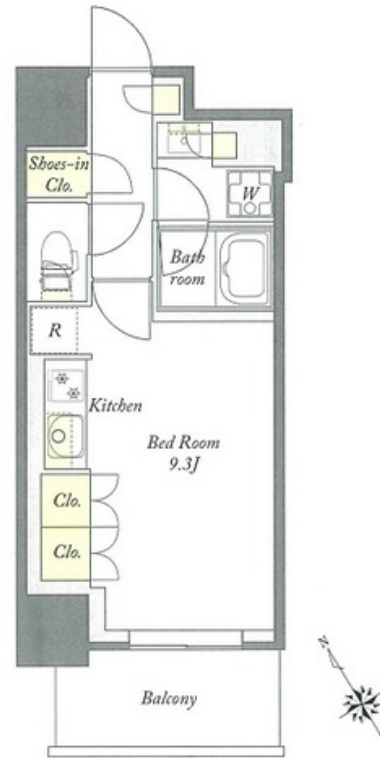 Shoes-in
Clo.
W
Bath
room
R
Kitchen
Bed Room
9.3J
Clo.
Clo.
Balcony
N